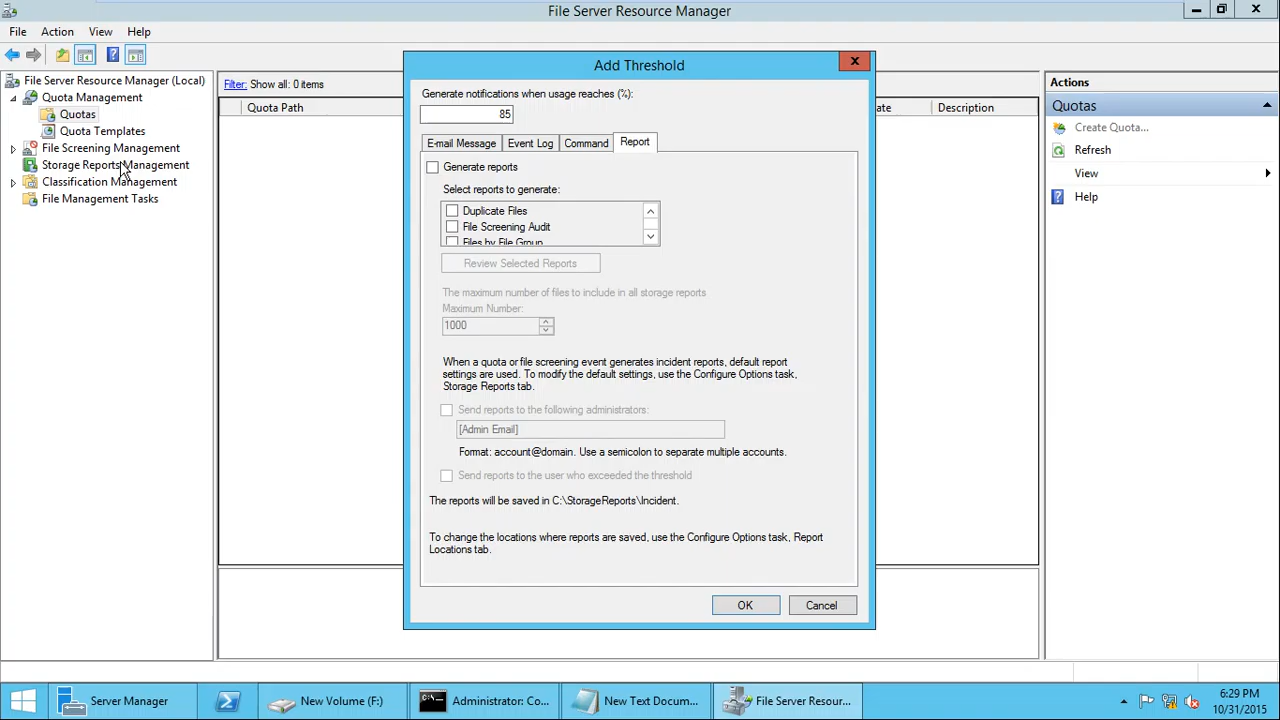 File Server Resource Manager
File Action View Help
File Server Resource Manager (Local)
Quota Management
Quotas
Quota Templates
File Screening Management
Storage Reports Management
Classification Management
File Management Tasks
Filter: Show all: 0 items
Quota Path
ate
Description
Add Threshold
Generate notifications when usage reaches (%):
85
E-mail Message Event Log Command Report
Generate reports
Select reports to generate:
Duplicate Files
File Screening Audit
Files by File Group
Review Selected Reports
The maximum number of files to include in all storage reports
Maximum Number:
1000
When a quota or file screening event generates incident reports, default report
settings are used. To modify the default settings, use the Configure Options task,
Storage Reports tab.
Send reports to the following administrators:
[Admin Email]
Format: account@domain. Use a semicolon to separate multiple accounts.
Send reports to the user who exceeded the threshold
The reports will be saved in C:\StorageReports\Incident.
To change the locations where reports are saved, use the Configure Options task, Report
Locations tab.
OK Cancel
Actions
Quotas
Create Quota...
Refresh
View
Help
Server Manager
New Volume (F:)
Administrator: Co...
New Text Docum...
File Server Resour...
6:29 PM
10/31/2015